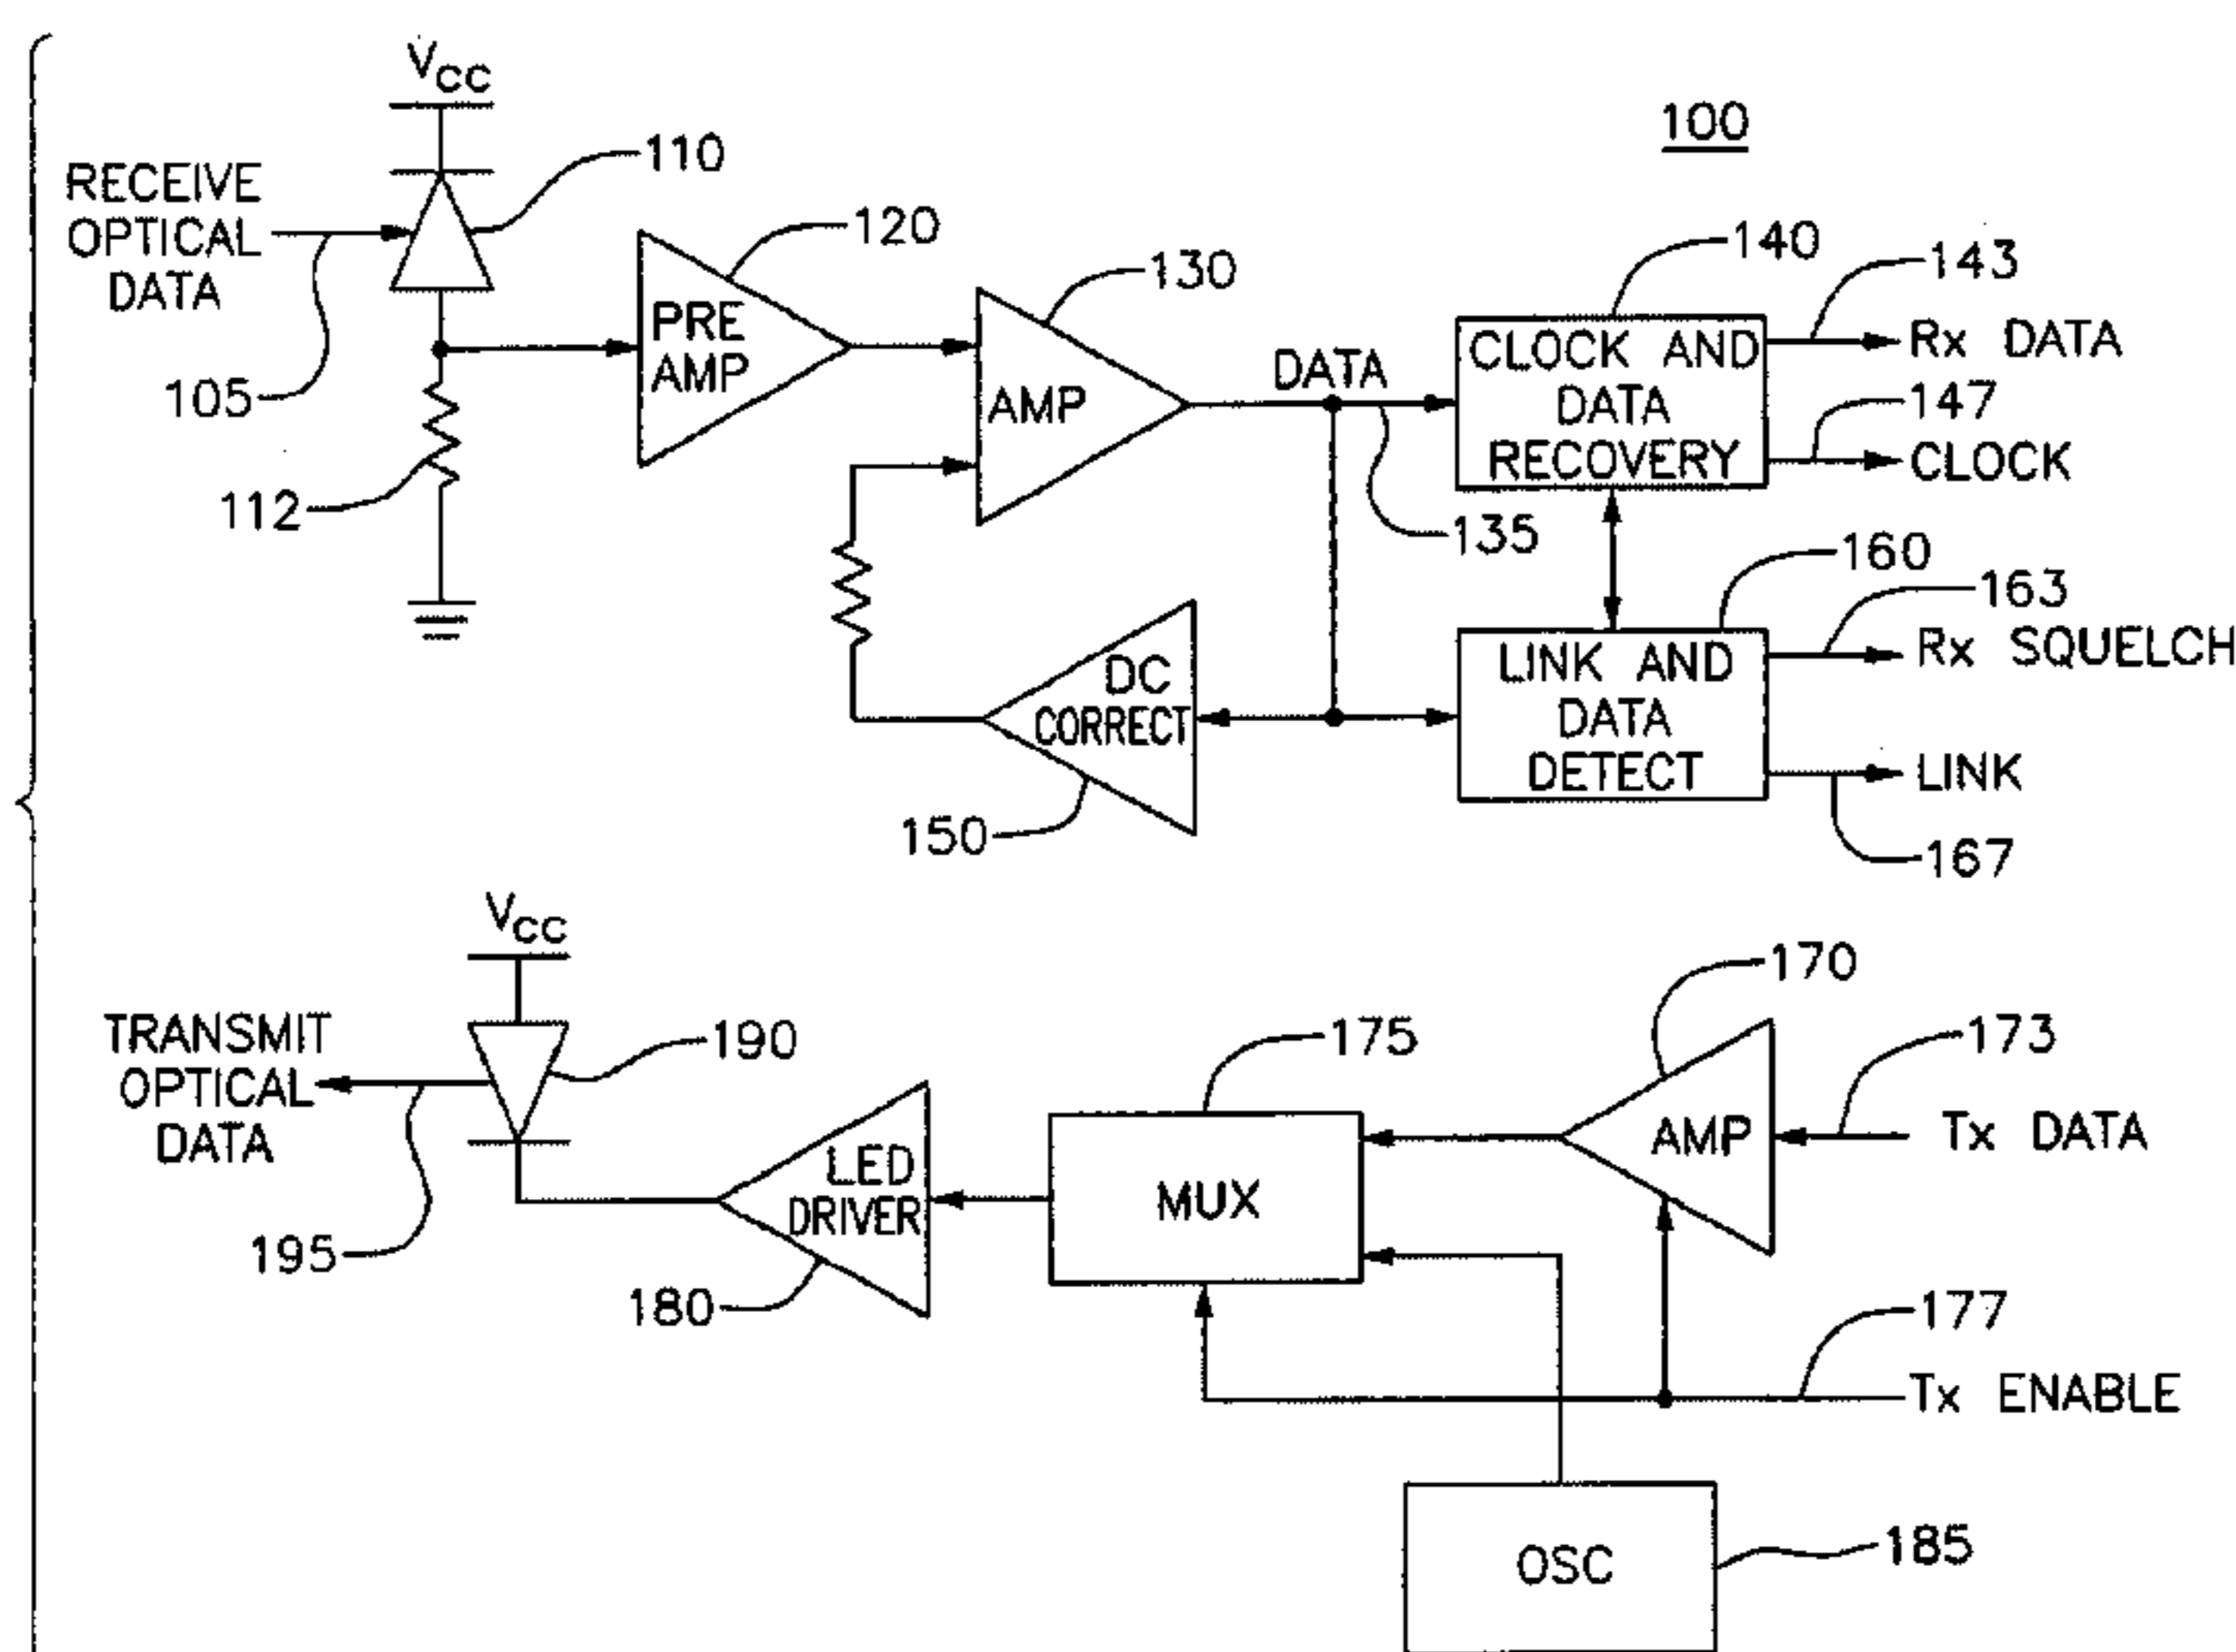 100
VCC
110
RECEIVE
OPTICAL
DATA
105
112
120
PRE
AMP
130
AMP
DATA
135
140
CLOCK AND
DATA
RECOVERY
143
Rx DATA
147
CLOCK
160
163
LINK AND
DATA
DETECT
Rx SQUELCH
LINK
167
DC
CORRECT
150
VCC
190
TRANSMIT
OPTICAL
DATA
195
LED
DRIVER
180
175
MUX
170
AMP
173
Tx DATA
177
Tx ENABLE
OSC
185